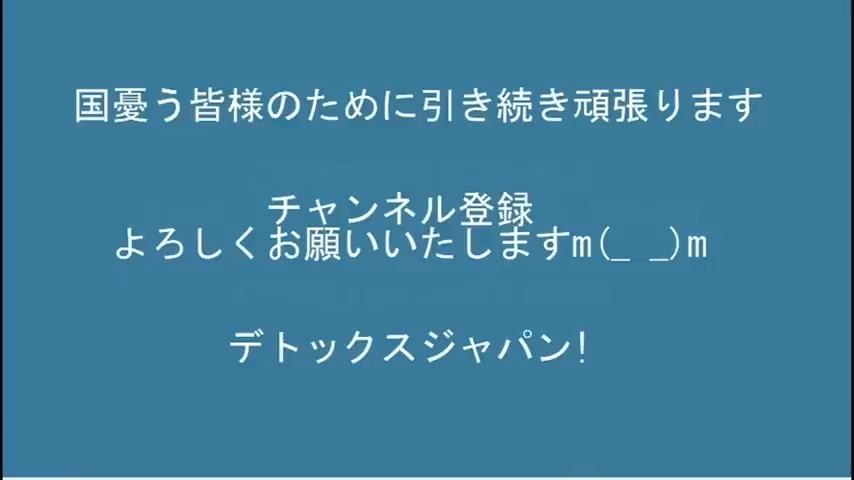 国憂う皆様のために引き続き頑張ります
チャンネル登録
よろしくお願いいたしますm(_ _)m
デトックスジャパン!